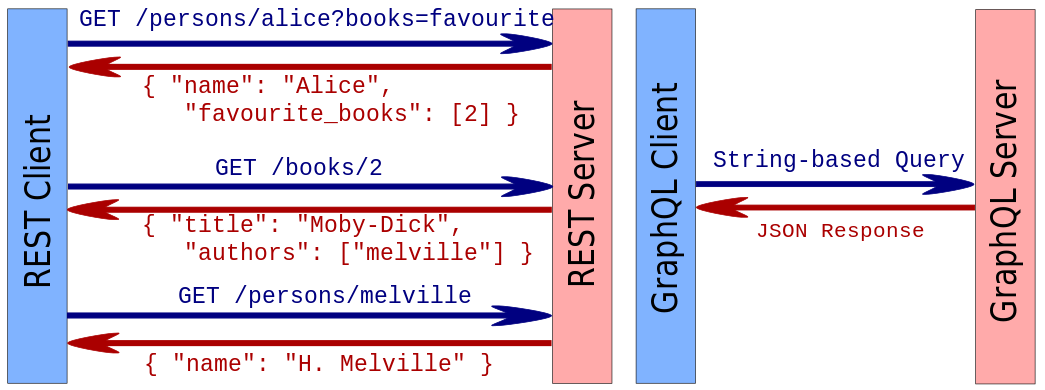 GET /persons/alice?books=favourite
{ "name": "Alice",
"favourite_books": [2] }
GET /books/2
{ "title": "Moby-Dick",
"authors": ["melville"] }
GET /persons/melville
{ "name": "H. Melville" }
REST Client
REST Server
GraphQL Client
String-based Query
JSON Response
GraphQL Server